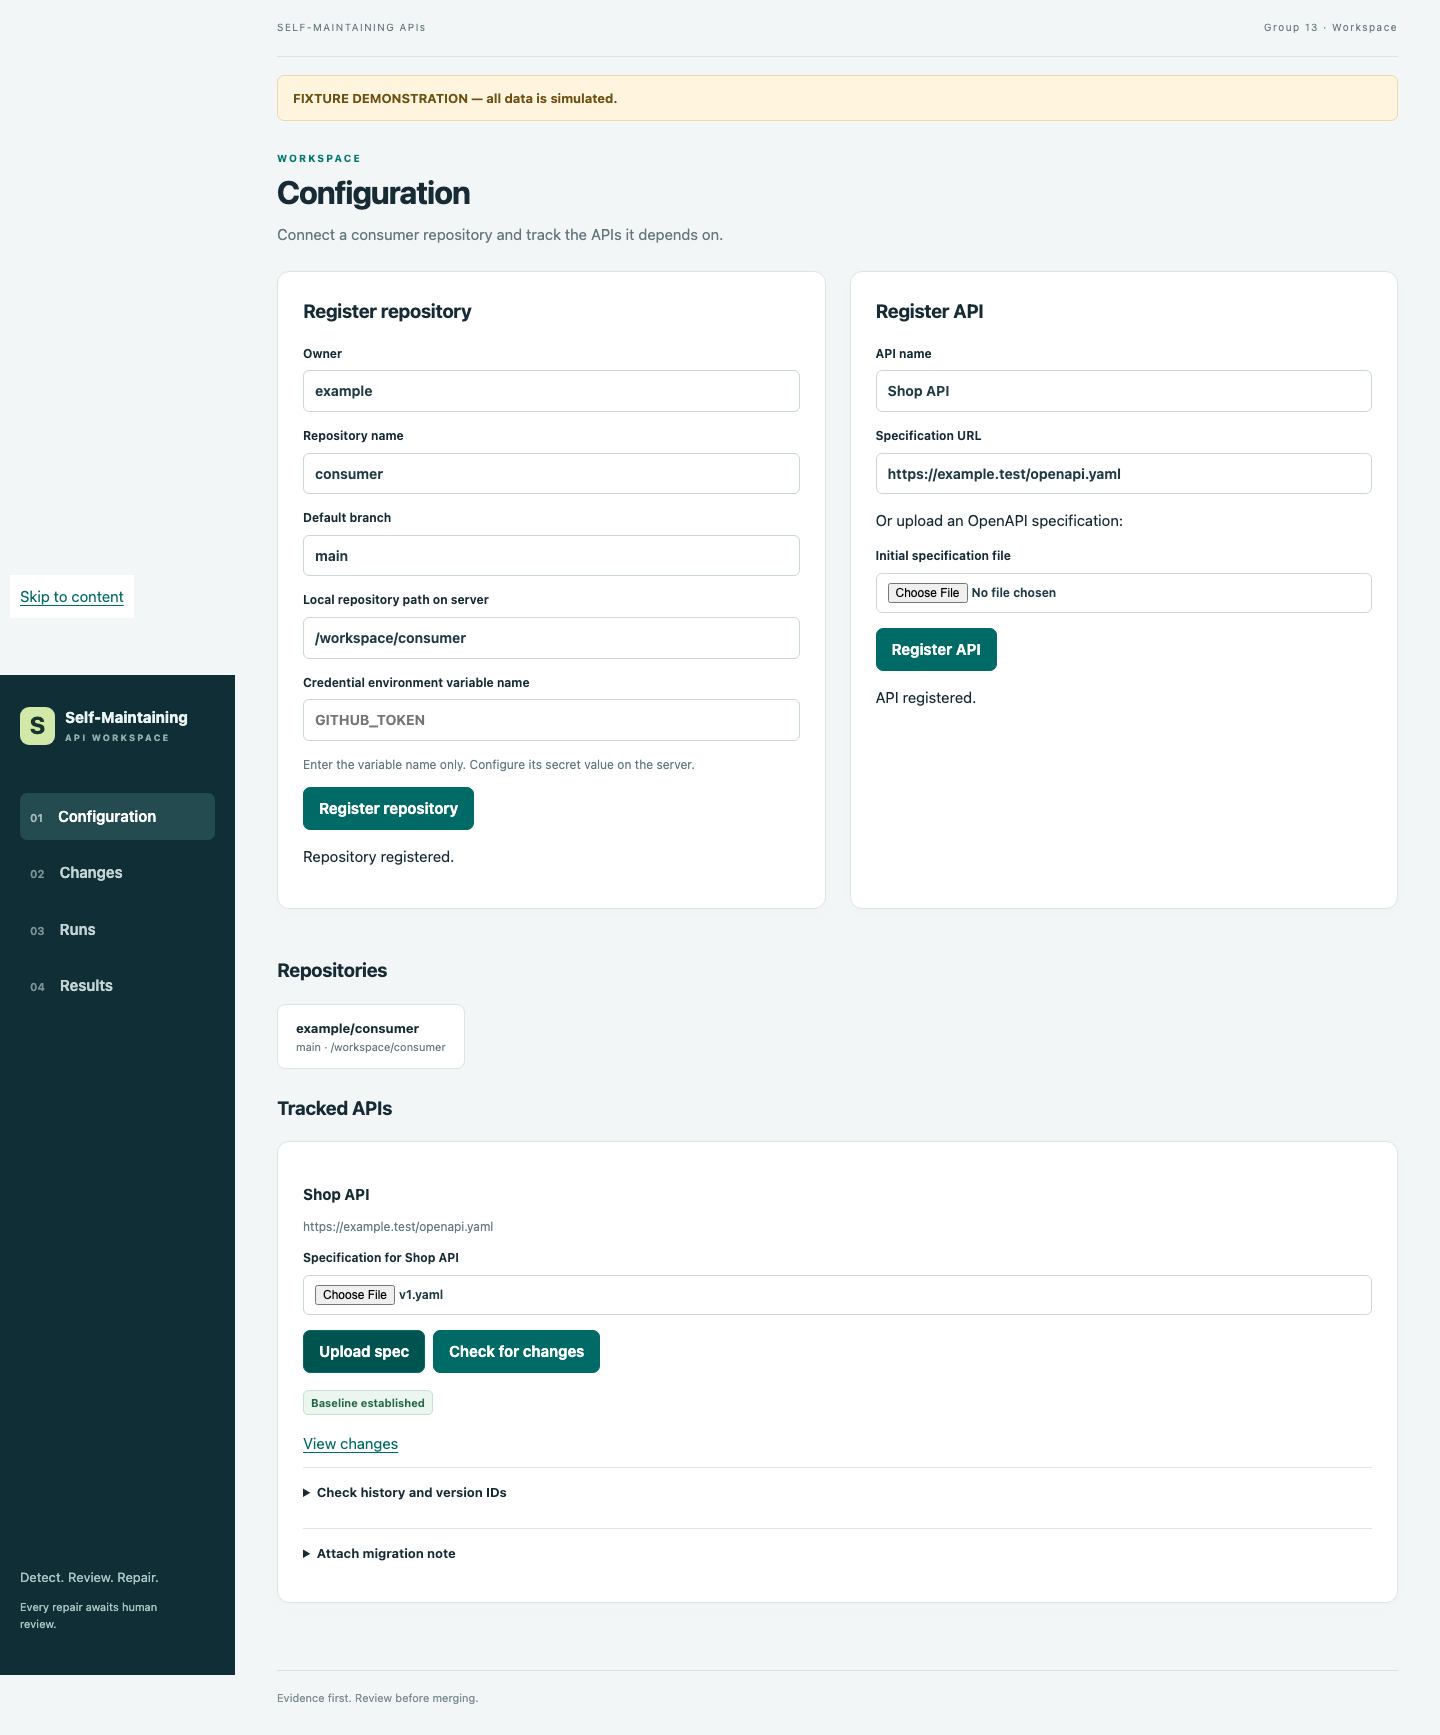 SELF-MAINTAINING APIs
Group 13 · Workspace
FIXTURE DEMONSTRATION — all data is simulated.
WORKSPACE
Configuration
Connect a consumer repository and track the APIs it depends on.
Register repository
Owner
example
Repository name
consumer
Default branch
main
Local repository path on server
/workspace/consumer
Credential environment variable name
GITHUB_TOKEN
Enter the variable name only. Configure its secret value on the server.
Register repository
Repository registered.
Register API
API name
Shop API
Specification URL
https://example.test/openapi.yaml
Or upload an OpenAPI specification:
Initial specification file
Choose File No file chosen
Register API
API registered.
Skip to content
S
Self-Maintaining
API WORKSPACE
01 Configuration
02 Changes
03 Runs
04 Results
Detect. Review. Repair.
Every repair awaits human
review.
Repositories
example/consumer
main · /workspace/consumer
Tracked APIs
Shop API
https://example.test/openapi.yaml
Specification for Shop API
Choose File v1.yaml
Upload spec
Check for changes
Baseline established
View changes
Check history and version IDs
Attach migration note
Evidence first. Review before merging.